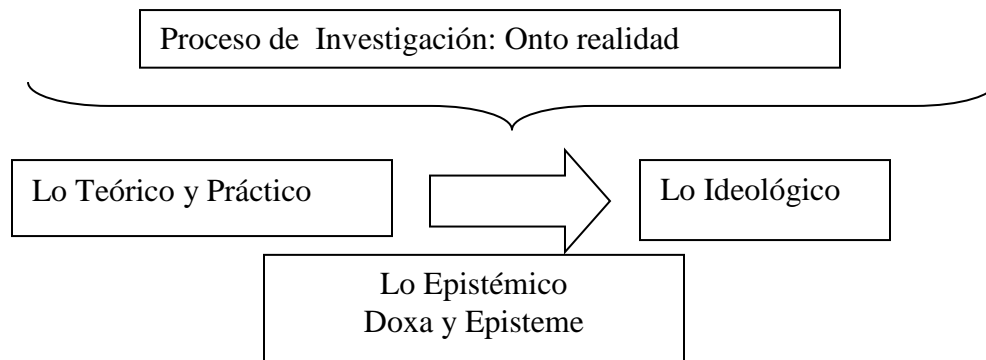 Proceso de Investigación: Onto realidad
Lo Teórico y Práctico
Lo Ideológico
Lo Epistémico
Doxa y Episteme